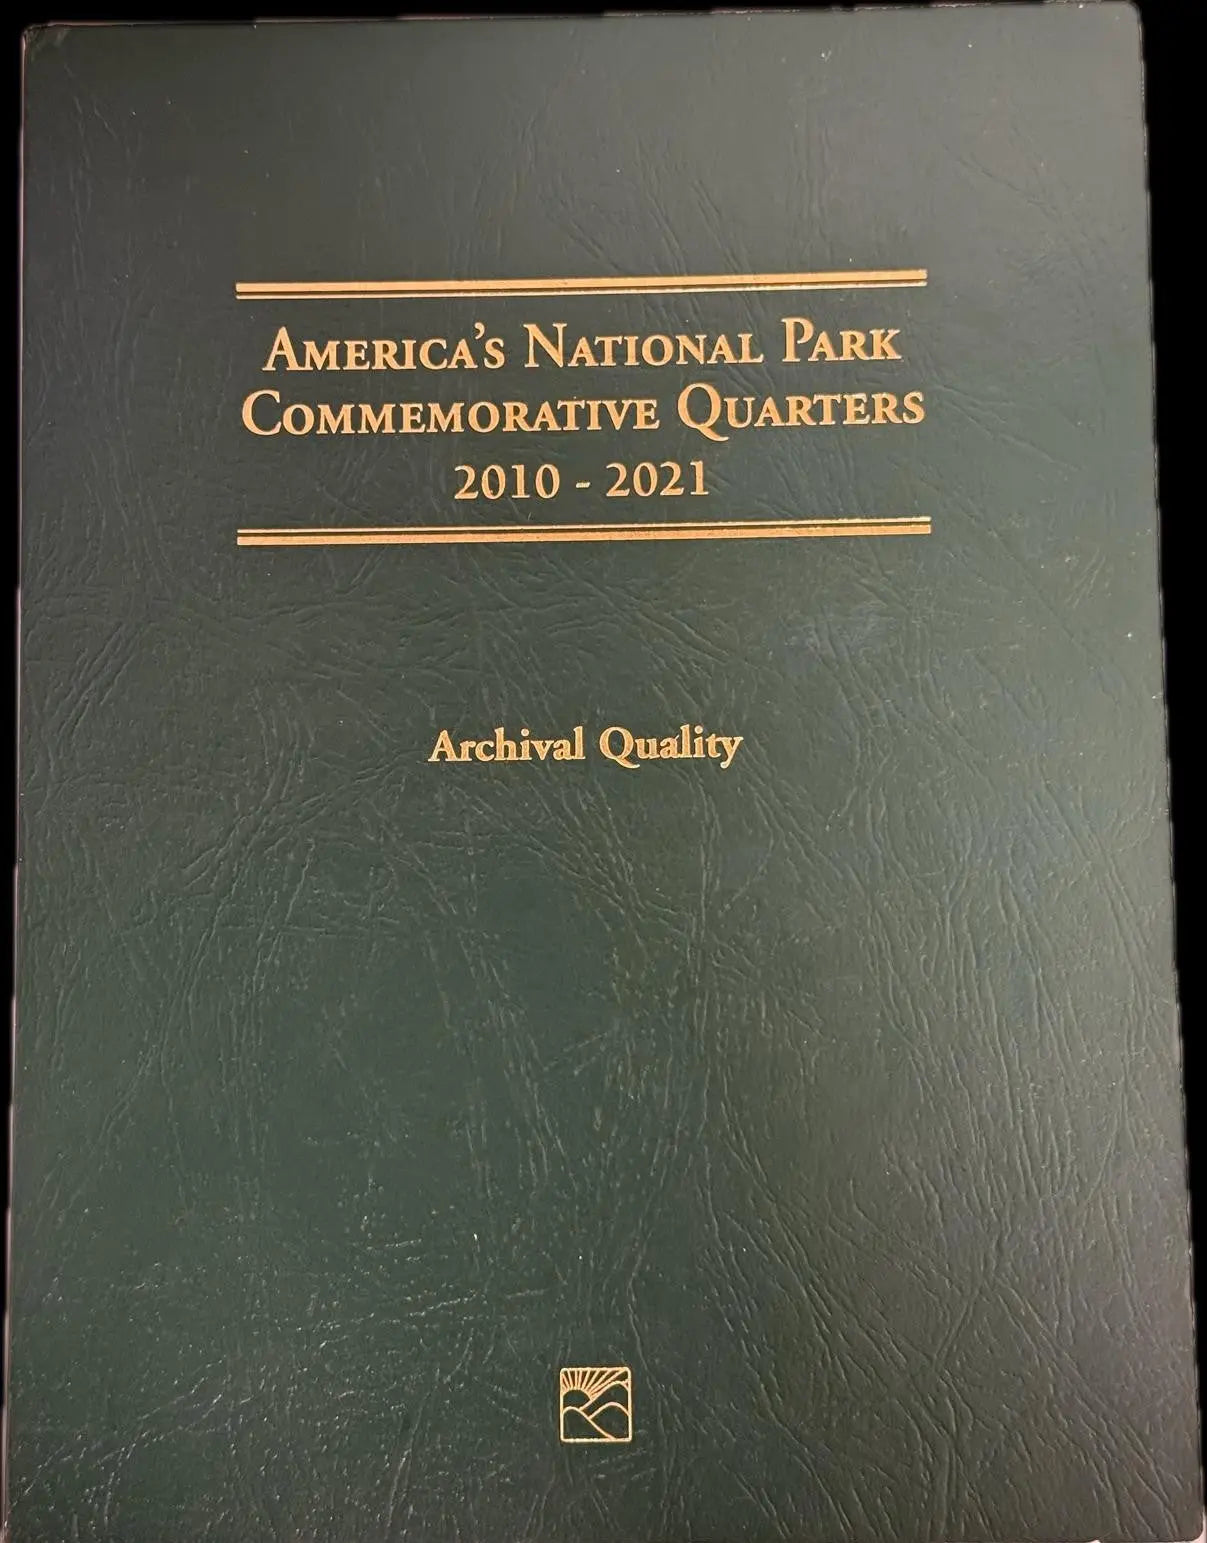 America's National Park
Commemorative Quarters
2010 - 2021
Archival Quality